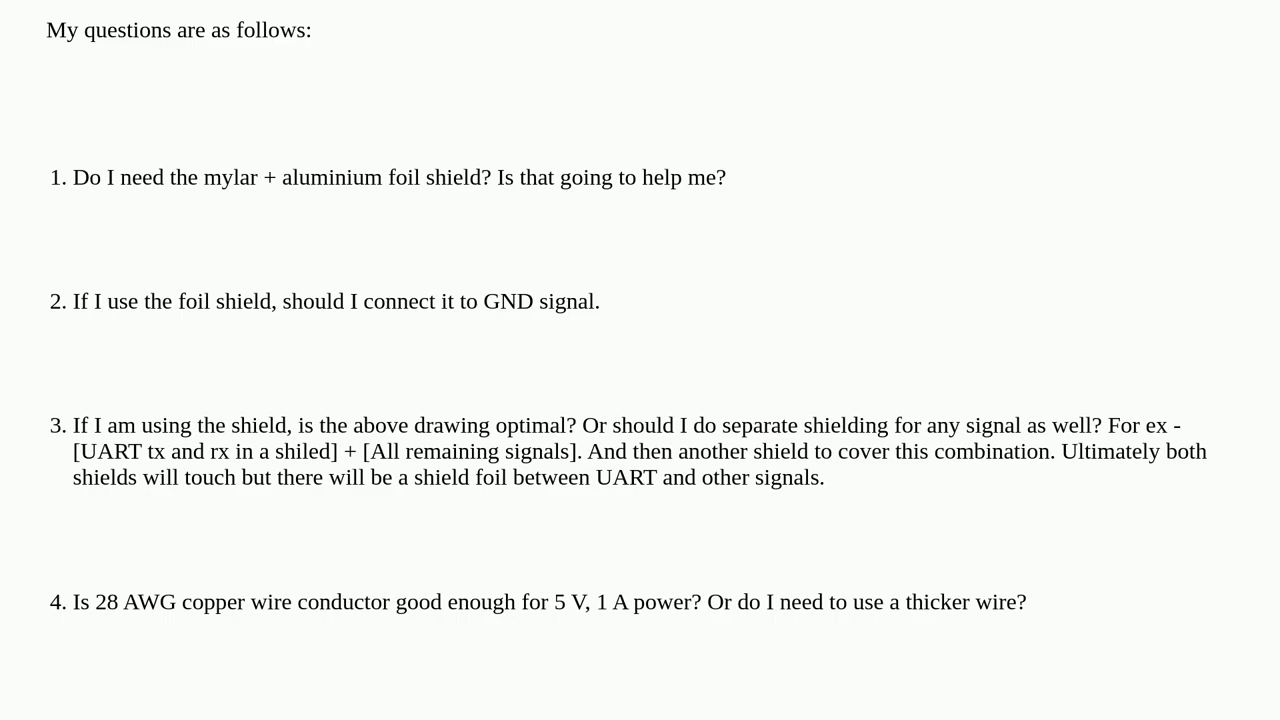 My questions are as follows:
1. Do I need the mylar + aluminium foil shield? Is that going to help me?
2. If I use the foil shield, should I connect it to GND signal.
3. If I am using the shield, is the above drawing optimal? Or should I do separate shielding for any signal as well? For ex -
[UART tx and rx in a shiled] + [All remaining signals]. And then another shield to cover this combination. Ultimately both
shields will touch but there will be a shield foil between UART and other signals.
4. Is 28 AWG copper wire conductor good enough for 5 V, 1 A power? Or do I need to use a thicker wire?